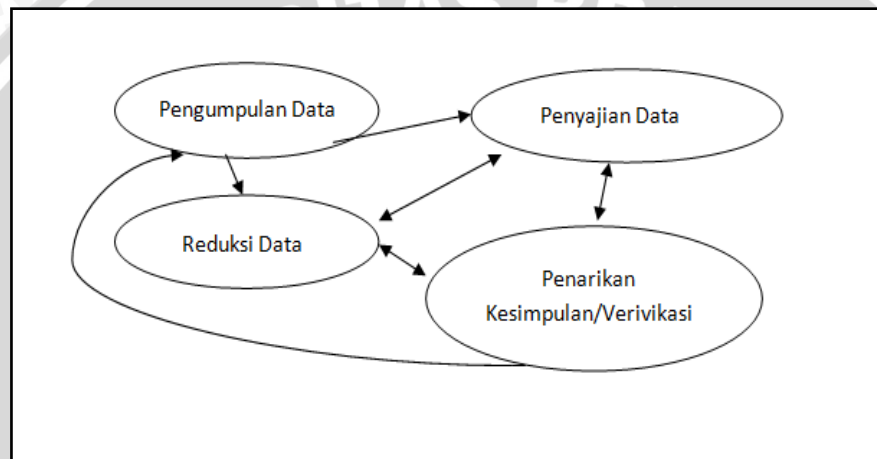 Pengumpulan Data
Penyajian Data
Reduksi Data
Penarikan
Kesimpulan/Verivikasi